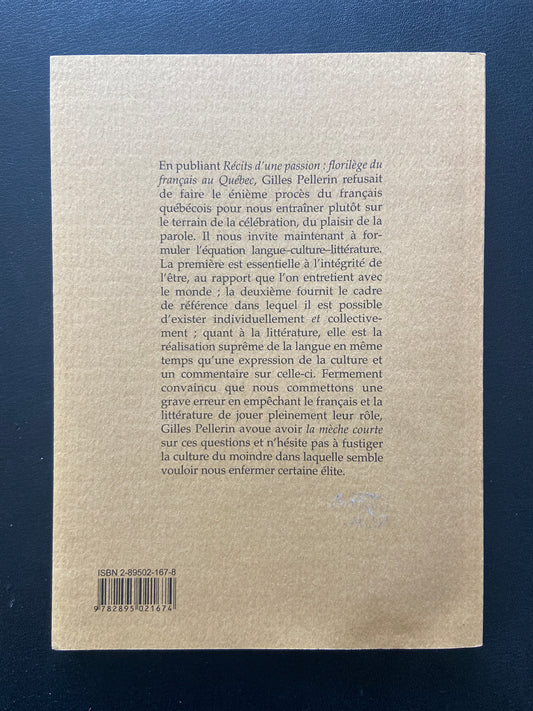 En publiant Récits d'une passion : florilège du
français au Québec, Gilles Pellerin refusait
de faire le énième procès du français
québécois pour nous entraîner plutôt sur
le terrain de la célébration, du plaisir de la
parole. Il nous invite maintenant à for-
muler l'équation langue–culture–littérature.
La première est essentielle à l'intégrité de
l'être, au rapport que l'on entretient avec
le monde ; la deuxième fournit le cadre
de référence dans lequel il est possible
d'exister individuellement et collective-
ment ; quant à la littérature, elle est la
réalisation suprême de la langue en même
temps qu'une expression de la culture et
un commentaire sur celle-ci. Fermement
convaincu que nous commettons une
grave erreur en empêchant le français et la
littérature de jouer pleinement leur rôle,
Gilles Pellerin avoue avoir la mèche courte
sur ces questions et n'hésite pas à fustiger
la culture du moindre dans laquelle semble
vouloir nous enfermer certaine élite.
ISBN 2-89502-167-8
9 782895 021674